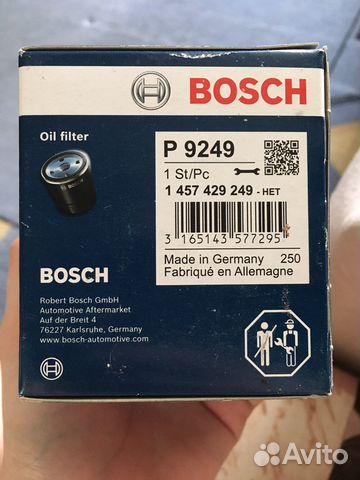 BOSCH
Oil filter
P 9249
1 St/Pc
1 457 429 249 - HET
3 165143 577295
Made in Germany 250
Fabriqué en Allemagne
BOSCH
Robert Bosch GmbH
Automotive Aftermarket
Auf der Breit 4
76227 Karlsruhe, Germany
www.bosch-automotive.com
Avito